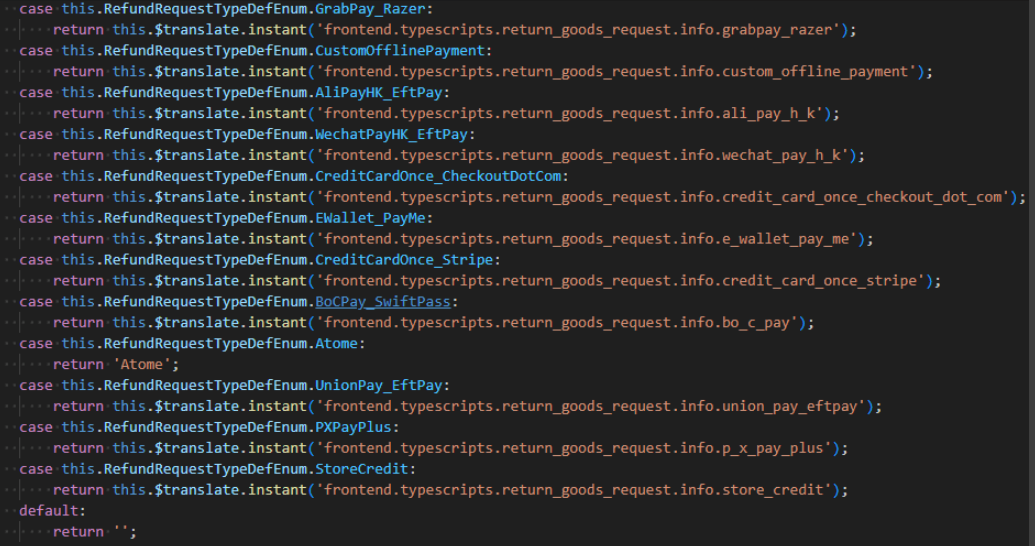 case this.RefundRequestTypeDefEnum.GrabPay_Razer:
return this.$translate.instant('frontend.typescripts.return_goods_request.info.grabpay_razer');
case this.RefundRequestTypeDefEnum.CustomOfflinePayment:
return this.$translate.instant('frontend.typescripts.return_goods_request.info.custom_offline_payment');
case this.RefundRequestTypeDefEnum.AliPayHK_EftPay:
return this.$translate.instant('frontend.typescripts.return_goods_request.info.ali_pay_h_k');
case this.RefundRequestTypeDefEnum.WechatPayHK_EftPay:
return this.$translate.instant('frontend.typescripts.return_goods_request.info.wechat_pay_h_k');
case this.RefundRequestTypeDefEnum.CreditCardOnce_CheckoutDotCom:
return this.$translate.instant('frontend.typescripts.return_goods_request.info.credit_card_once_checkout_dot_com');
case this.RefundRequestTypeDefEnum.EWallet_PayMe:
return this.$translate.instant('frontend.typescripts.return_goods_request.info.e_wallet_pay_me');
case this.RefundRequestTypeDefEnum.CreditCardOnce_Stripe:
return this.$translate.instant('frontend.typescripts.return_goods_request.info.credit_card_once_stripe');
case this.RefundRequestTypeDefEnum.BoCPay_SwiftPass:
return this.$translate.instant('frontend.typescripts.return_goods_request.info.bo_c_pay');
case this.RefundRequestTypeDefEnum.Atome:
return 'Atome';
case this.RefundRequestTypeDefEnum.UnionPay_EftPay:
return this.$translate.instant('frontend.typescripts.return_goods_request.info.union_pay_eftpay');
case this.RefundRequestTypeDefEnum.PXPayPlus:
return this.$translate.instant('frontend.typescripts.return_goods_request.info.p_x_pay_plus');
case this.RefundRequestTypeDefEnum.StoreCredit:
return this.$translate.instant('frontend.typescripts.return_goods_request.info.store_credit');
default:
return '';